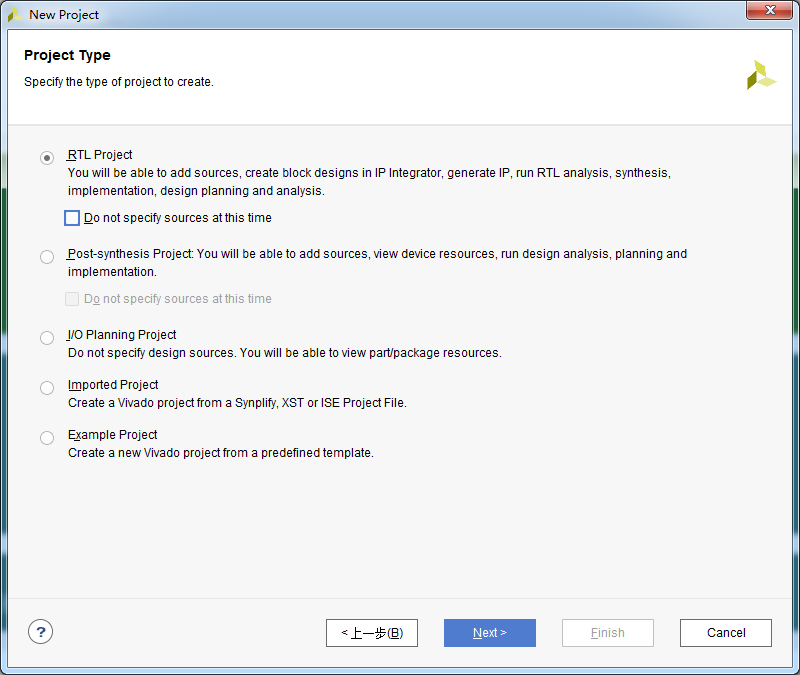 New Project
Project Type
Specify the type of project to create.
RTL Project
You will be able to add sources, create block designs in IP Integrator, generate IP, run RTL analysis, synthesis,
implementation, design planning and analysis.
Do not specify sources at this time
Post-synthesis Project: You will be able to add sources, view device resources, run design analysis, planning and
implementation.
Do not specify sources at this time
I/O Planning Project
Do not specify design sources. You will be able to view part/package resources.
Imported Project
Create a Vivado project from a Synplify, XST or ISE Project File.
Example Project
Create a new Vivado project from a predefined template.
? < 上一步(B) Next > Finish Cancel